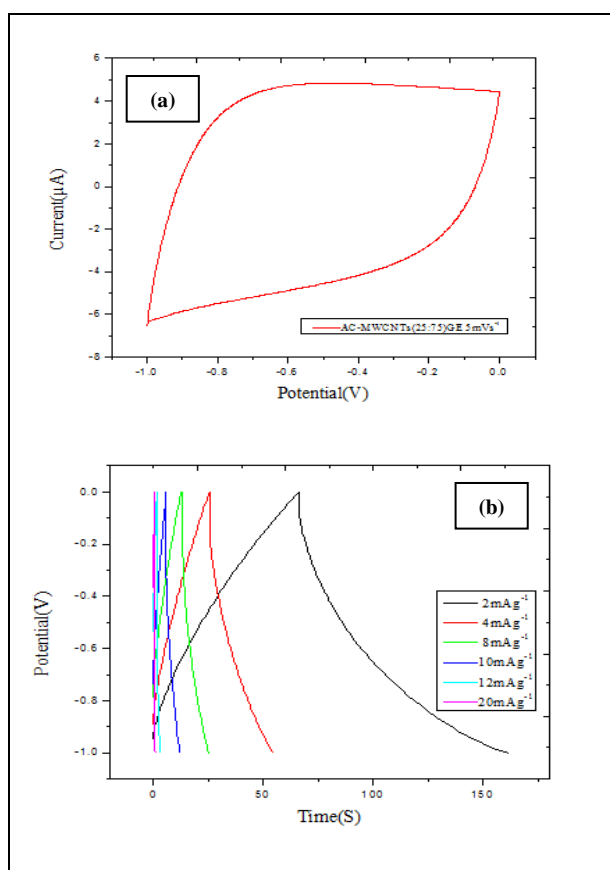 (a)
6
4
2
0
-2
-4
-6
-8
Current(μA)
AC-MWCNTs(25:75)GE 5mVs⁻¹
-1.0 -0.8 -0.6 -0.4 -0.2 0.0
Potential(V)
(b)
0.0
-0.2
-0.4
-0.6
-0.8
-1.0
Potential(V)
2mAg⁻¹
4mAg⁻¹
8mAg⁻¹
10mAg⁻¹
12mAg⁻¹
20mAg⁻¹
0 50 100 150
Time(S)